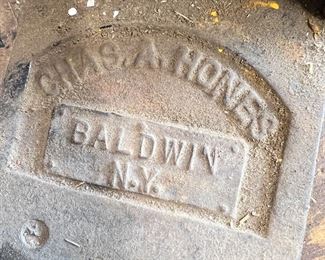 CHAS. A. HONES
BALDWIN
N.Y.